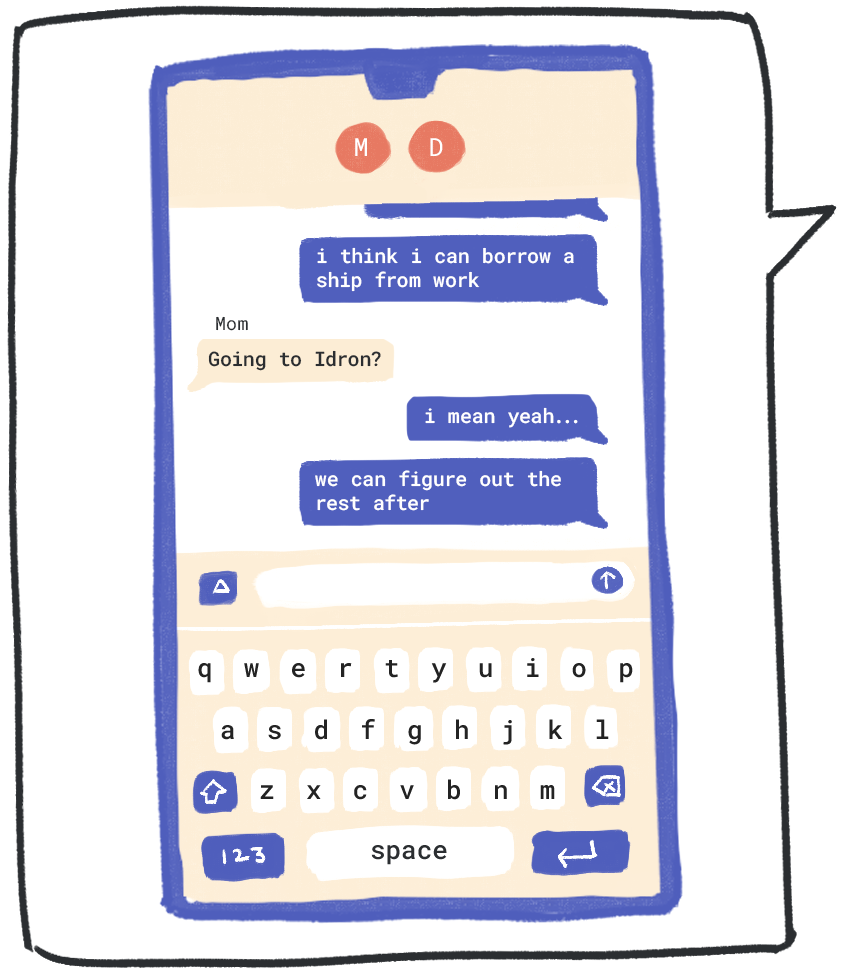 M D
i think i can borrow a
ship from work
Mom
Going to Idron?
i mean yeah...
we can figure out the
rest after
q w e r t y u i o p
a s d f g h j k l
z x c v b n m
123 space